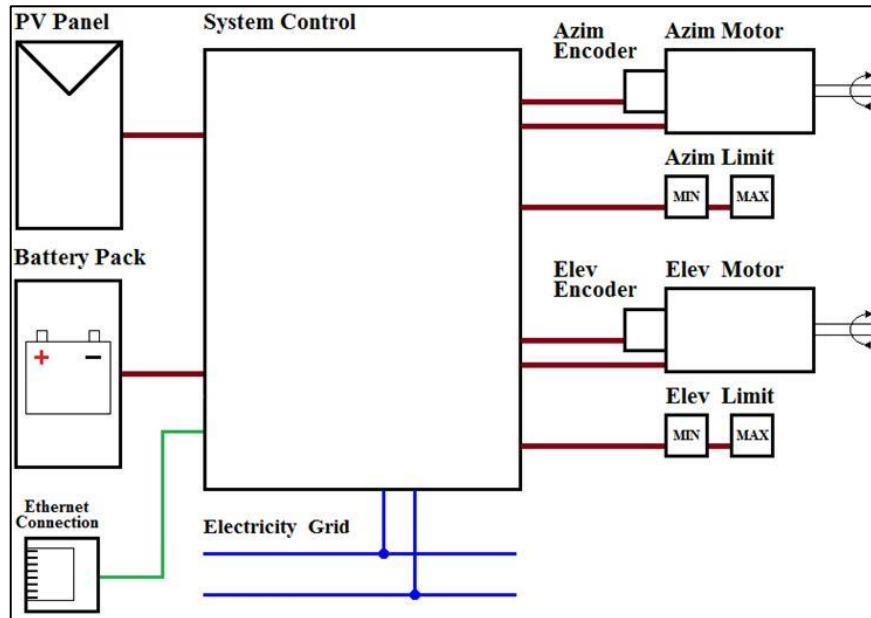 PV Panel
System Control
Azim
Encoder
Azim Motor
Azim Limit
MIN
MAX
Battery Pack
+
–
Elev
Encoder
Elev Motor
Elev Limit
MIN
MAX
Ethernet
Connection
Electricity Grid